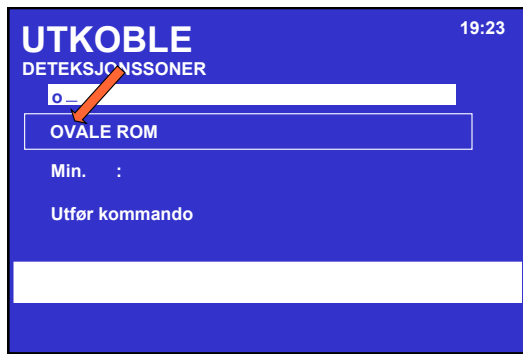 19:23
UTKOBLE
DETEKSJONSSONER
o _
OVALE ROM
Min. :
Utfør kommando